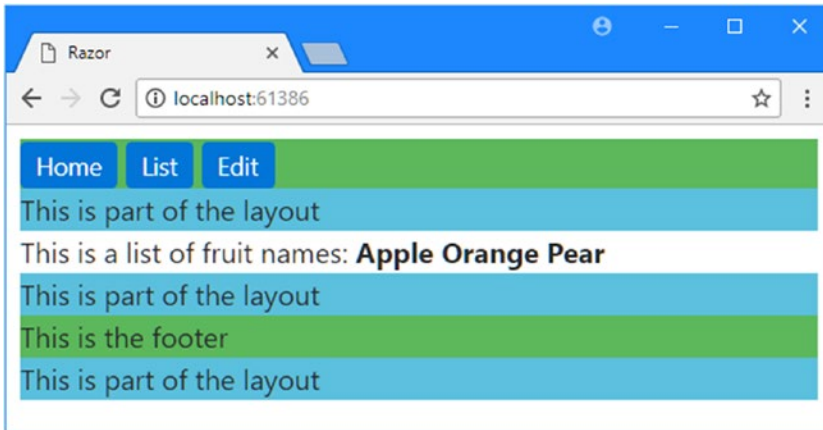 Razor
localhost:61386
Home List Edit
This is part of the layout
This is a list of fruit names: Apple Orange Pear
This is part of the layout
This is the footer
This is part of the layout